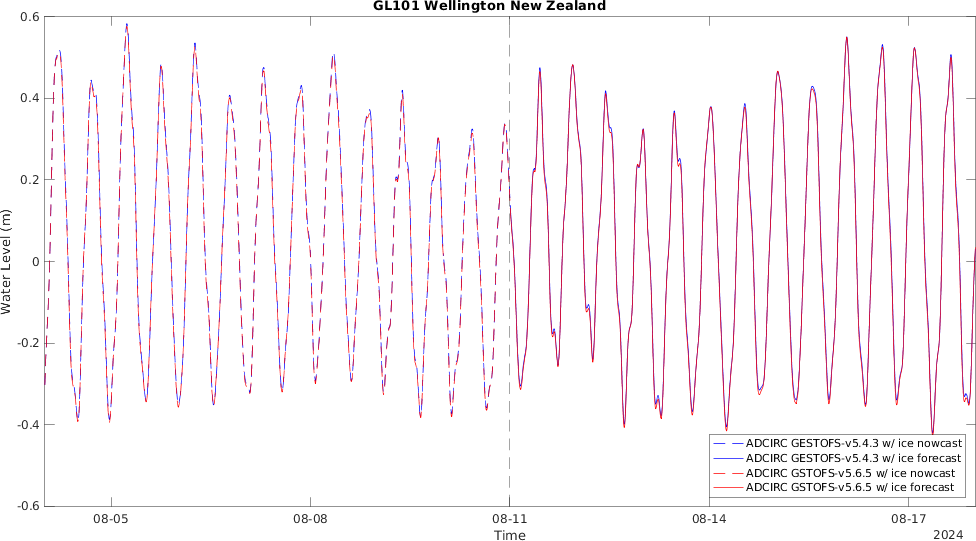 GL101 Wellington New Zealand
0.6
0.4
0.2
0
-0.2
-0.4
-0.6
Water Level (m)
08-05
08-08
08-11
08-14
08-17
Time
2024
ADCIRC GESTOFS-v5.4.3 w/ ice nowcast
ADCIRC GESTOFS-v5.4.3 w/ ice forecast
ADCIRC GSTOFS-v5.6.5 w/ ice nowcast
ADCIRC GSTOFS-v5.6.5 w/ ice forecast